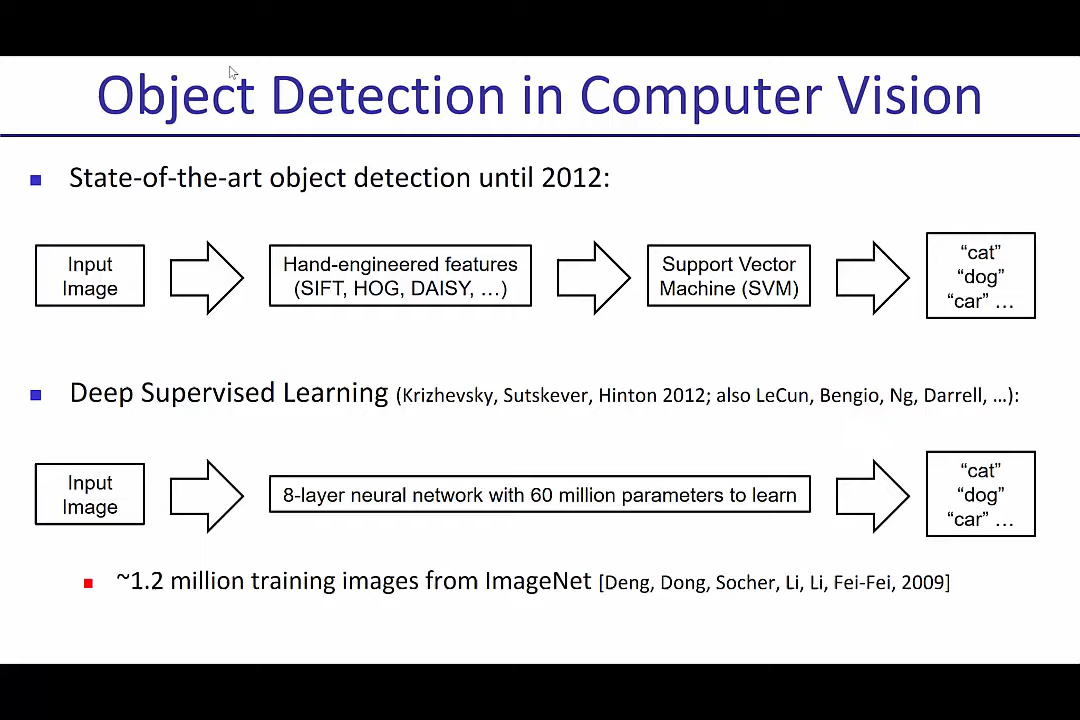 Object Detection in Computer Vision
State-of-the-art object detection until 2012:
Input
Image
Hand-engineered features
(SIFT, HOG, DAISY, …)
Support Vector
Machine (SVM)
“cat”
“dog”
“car” …
Deep Supervised Learning (Krizhevsky, Sutskever, Hinton 2012; also LeCun, Bengio, Ng, Darrell, …):
Input
Image
8-layer neural network with 60 million parameters to learn
“cat”
“dog”
“car” …
~1.2 million training images from ImageNet [Deng, Dong, Socher, Li, Li, Fei-Fei, 2009]